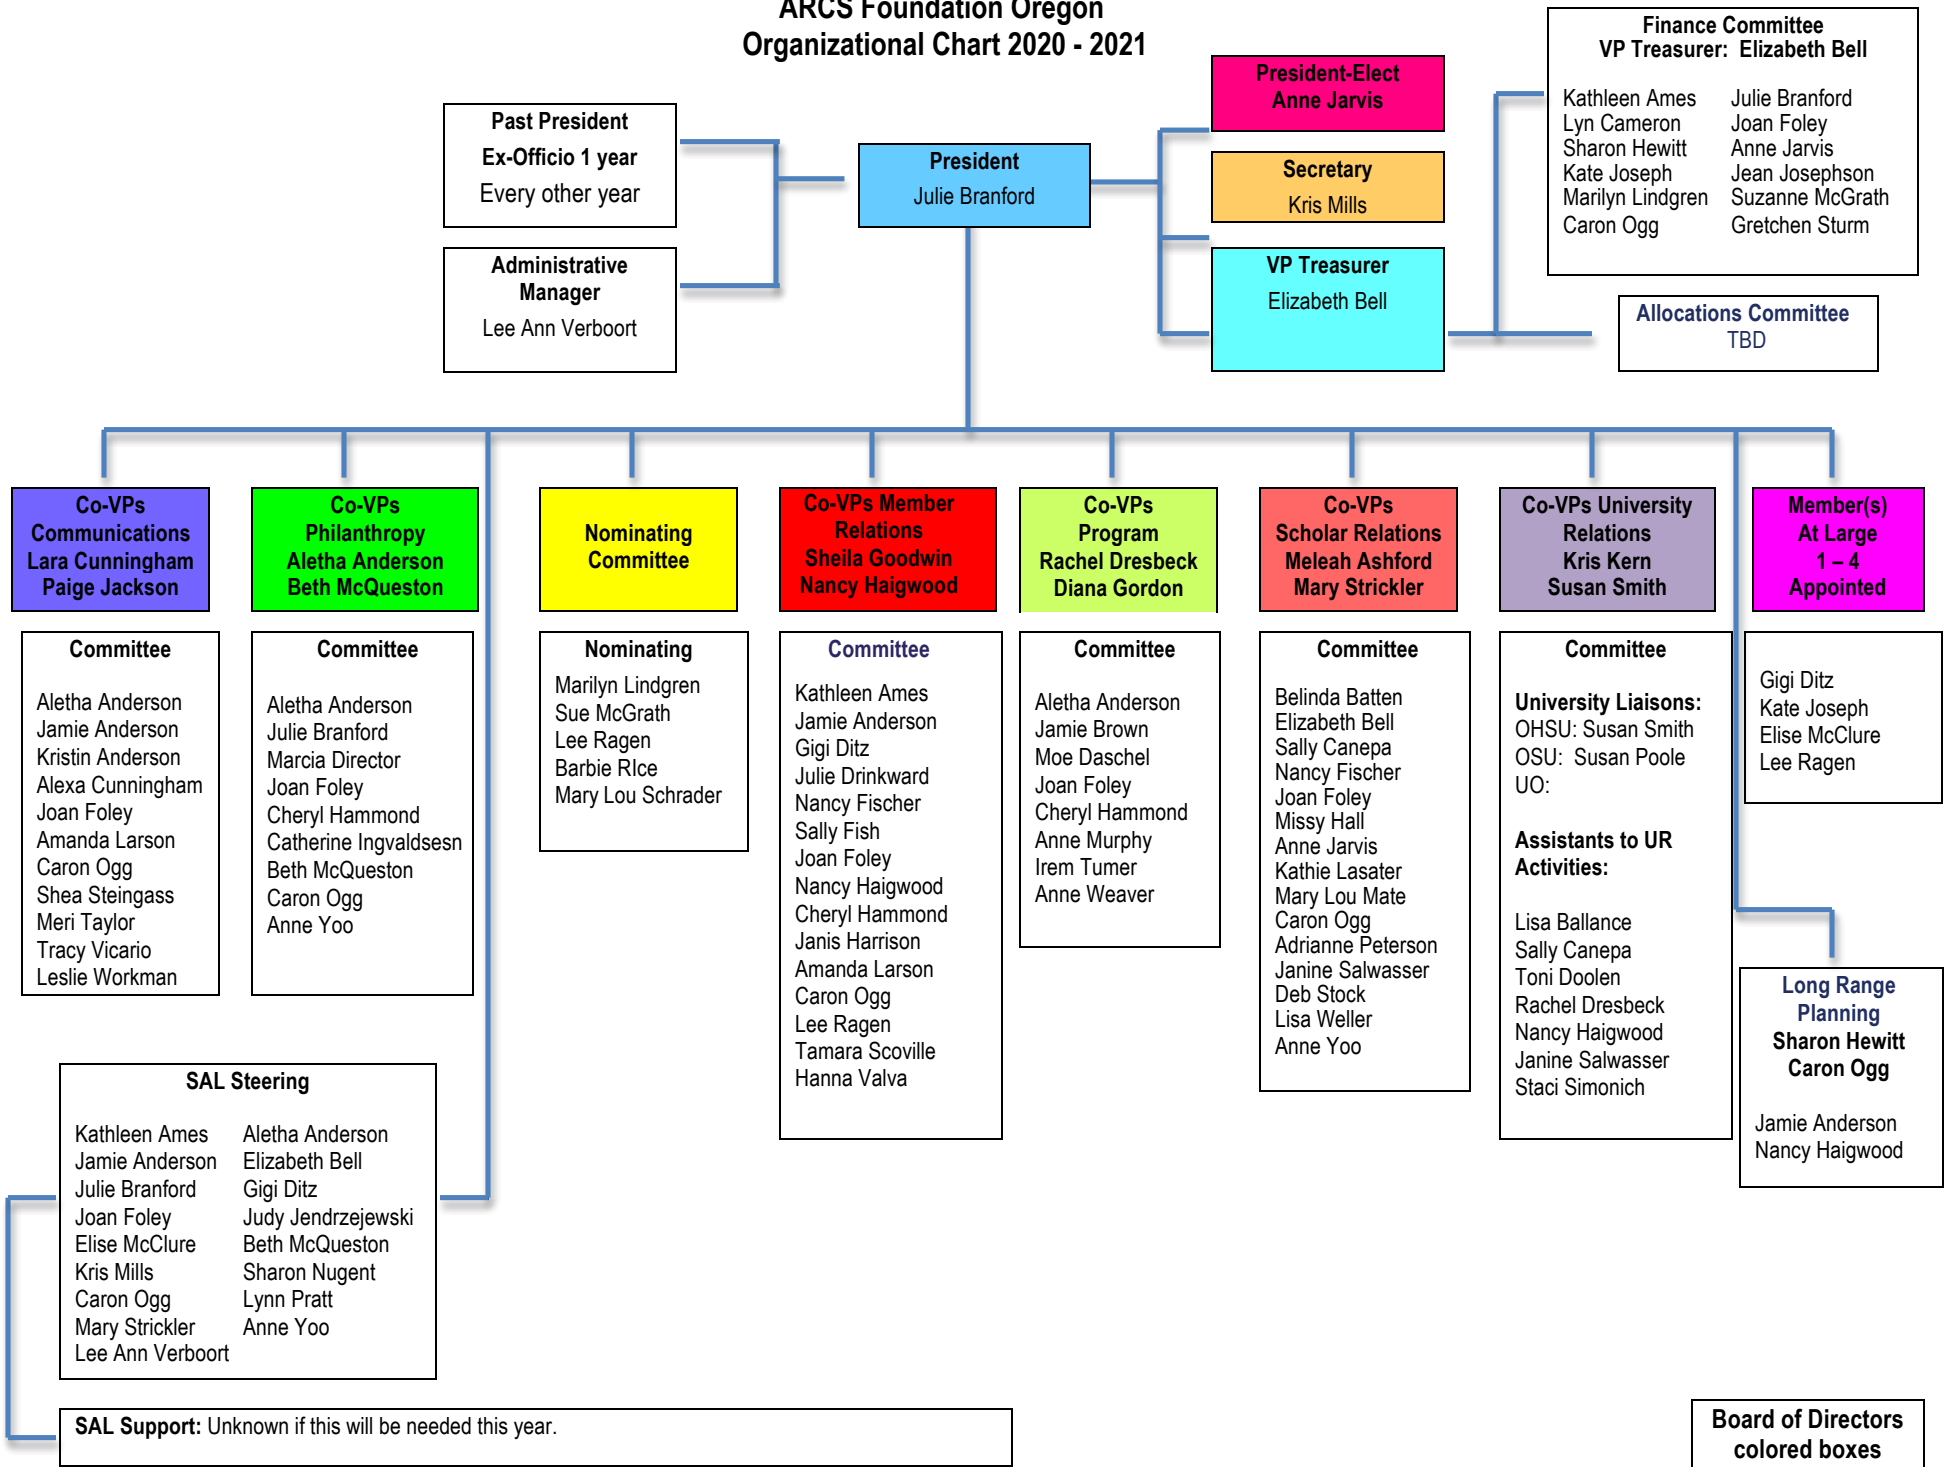 ARCS Foundation Oregon
Organizational Chart 2020 - 2021
Past President
Ex-Officio 1 year
Every other year
Administrative
Manager
Lee Ann Verboort
President
Julie Branford
President-Elect
Anne Jarvis
Secretary
Kris Mills
VP Treasurer
Elizabeth Bell
Finance Committee
VP Treasurer: Elizabeth Bell
Kathleen Ames Julie Branford
Lyn Cameron Joan Foley
Sharon Hewitt Anne Jarvis
Kate Joseph Jean Josephson
Marilyn Lindgren Suzanne McGrath
Caron Ogg Gretchen Sturm
Allocations Committee
TBD
Co-VPs
Communications
Lara Cunningham
Paige Jackson
Co-VPs
Philanthropy
Aletha Anderson
Beth McQueston
Nominating
Committee
Co-VPs Member
Relations
Sheila Goodwin
Nancy Haigwood
Co-VPs
Program
Rachel Dresbeck
Diana Gordon
Co-VPs
Scholar Relations
Meleah Ashford
Mary Strickler
Co-VPs University
Relations
Kris Kern
Susan Smith
Member(s)
At Large
1 – 4
Appointed
Committee
Aletha Anderson
Jamie Anderson
Kristin Anderson
Alexa Cunningham
Joan Foley
Amanda Larson
Caron Ogg
Shea Steingass
Meri Taylor
Tracy Vicario
Leslie Workman
Committee
Aletha Anderson
Julie Branford
Marcia Director
Joan Foley
Cheryl Hammond
Catherine Ingvaldsesn
Beth McQueston
Caron Ogg
Anne Yoo
Nominating
Marilyn Lindgren
Sue McGrath
Lee Ragen
Barbie RIce
Mary Lou Schrader
Committee
Kathleen Ames
Jamie Anderson
Gigi Ditz
Julie Drinkward
Nancy Fischer
Sally Fish
Joan Foley
Nancy Haigwood
Cheryl Hammond
Janis Harrison
Amanda Larson
Caron Ogg
Lee Ragen
Tamara Scoville
Hanna Valva
Committee
Aletha Anderson
Jamie Brown
Moe Daschel
Joan Foley
Cheryl Hammond
Anne Murphy
Irem Tumer
Anne Weaver
Committee
Belinda Batten
Elizabeth Bell
Sally Canepa
Nancy Fischer
Joan Foley
Missy Hall
Anne Jarvis
Kathie Lasater
Mary Lou Mate
Caron Ogg
Adrianne Peterson
Janine Salwasser
Deb Stock
Lisa Weller
Anne Yoo
Committee
University Liaisons:
OHSU: Susan Smith
OSU: Susan Poole
UO:
Assistants to UR
Activities:
Lisa Ballance
Sally Canepa
Toni Doolen
Rachel Dresbeck
Nancy Haigwood
Janine Salwasser
Staci Simonich
Gigi Ditz
Kate Joseph
Elise McClure
Lee Ragen
Long Range
Planning
Sharon Hewitt
Caron Ogg
Jamie Anderson
Nancy Haigwood
SAL Steering
Kathleen Ames Aletha Anderson
Jamie Anderson Elizabeth Bell
Julie Branford Gigi Ditz
Joan Foley Judy Jendrzejewski
Elise McClure Beth McQueston
Kris Mills Sharon Nugent
Caron Ogg Lynn Pratt
Mary Strickler Anne Yoo
Lee Ann Verboort
SAL Support: Unknown if this will be needed this year.
Board of Directors
colored boxes